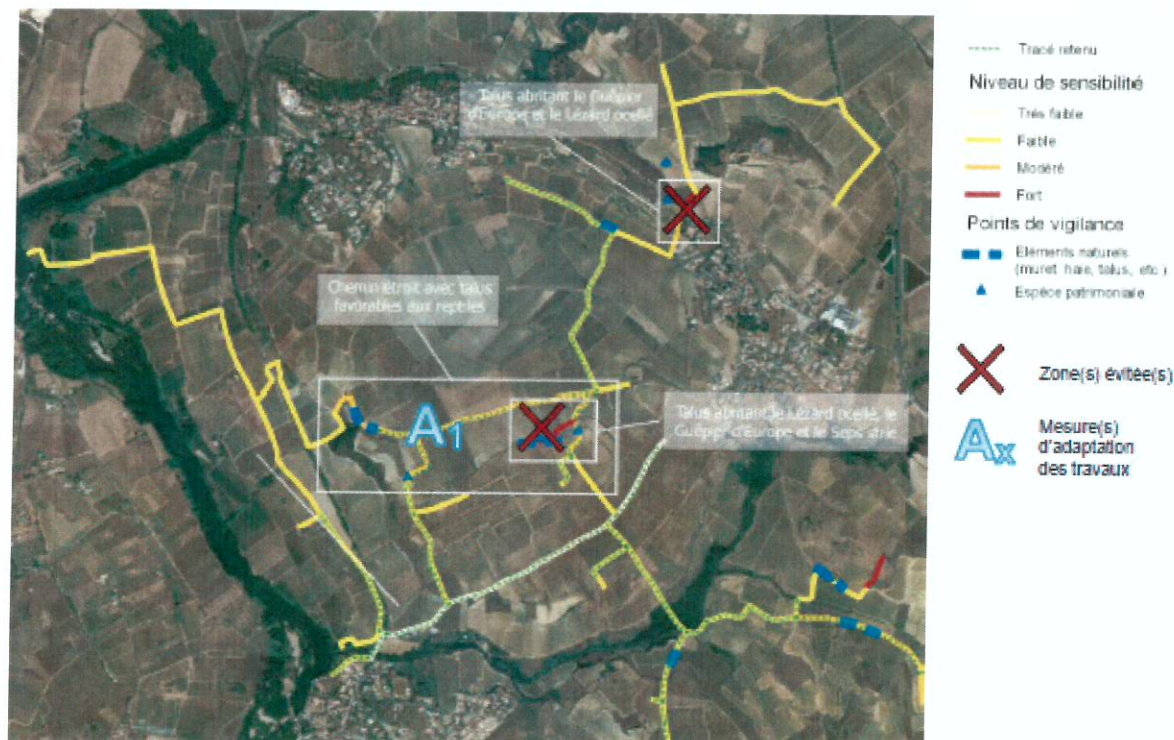 Talus abritant le Guêpier
d'Europe et le Lézard ocellé
Chemin étroit avec talus
favorables aux reptiles
A1
Talus abritant le Lézard ocellé, le
Guêpier d'Europe et le Seps strié
Tracé retenu
Niveau de sensibilité
Très faible
Faible
Modéré
Fort
Points de vigilance
Eléments naturels
(muret, haie, talus, etc.)
Espèce patrimoniale
Zone(s) évitée(s)
Ax
Mesure(s)
d'adaptation
des travaux